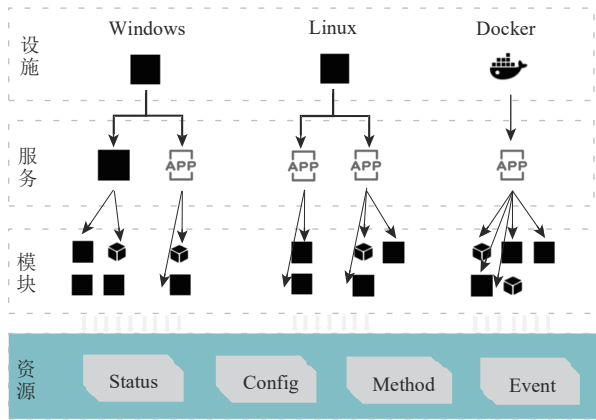 设施
Windows
Linux
Docker
服务
APP
APP
APP
APP
模块
资源
Status
Config
Method
Event